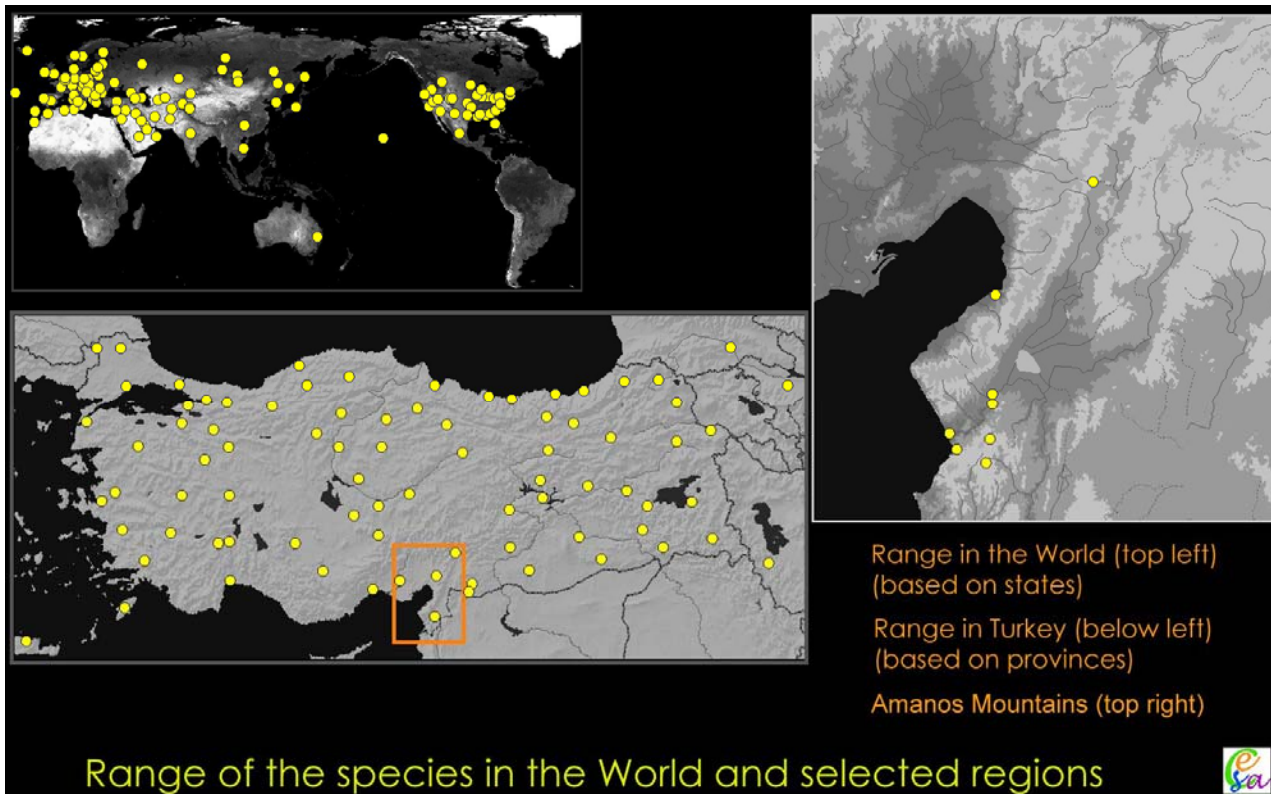 Range in the World (top left)
(based on states)
Range in Turkey (below left)
(based on provinces)
Amanos Mountains (top right)
Range of the species in the World and selected regions
esa